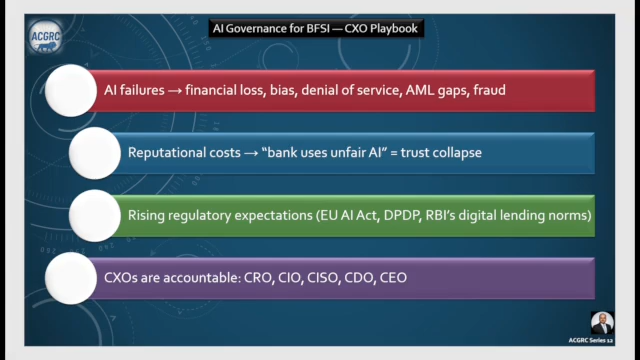 ACGRC
AI Governance for BFSI — CXO Playbook
AI failures → financial loss, bias, denial of service, AML gaps, fraud
Reputational costs → “bank uses unfair AI” = trust collapse
Rising regulatory expectations (EU AI Act, DPDP, RBI’s digital lending norms)
CXOs are accountable: CRO, CIO, CISO, CDO, CEO
ACGRC Series 12